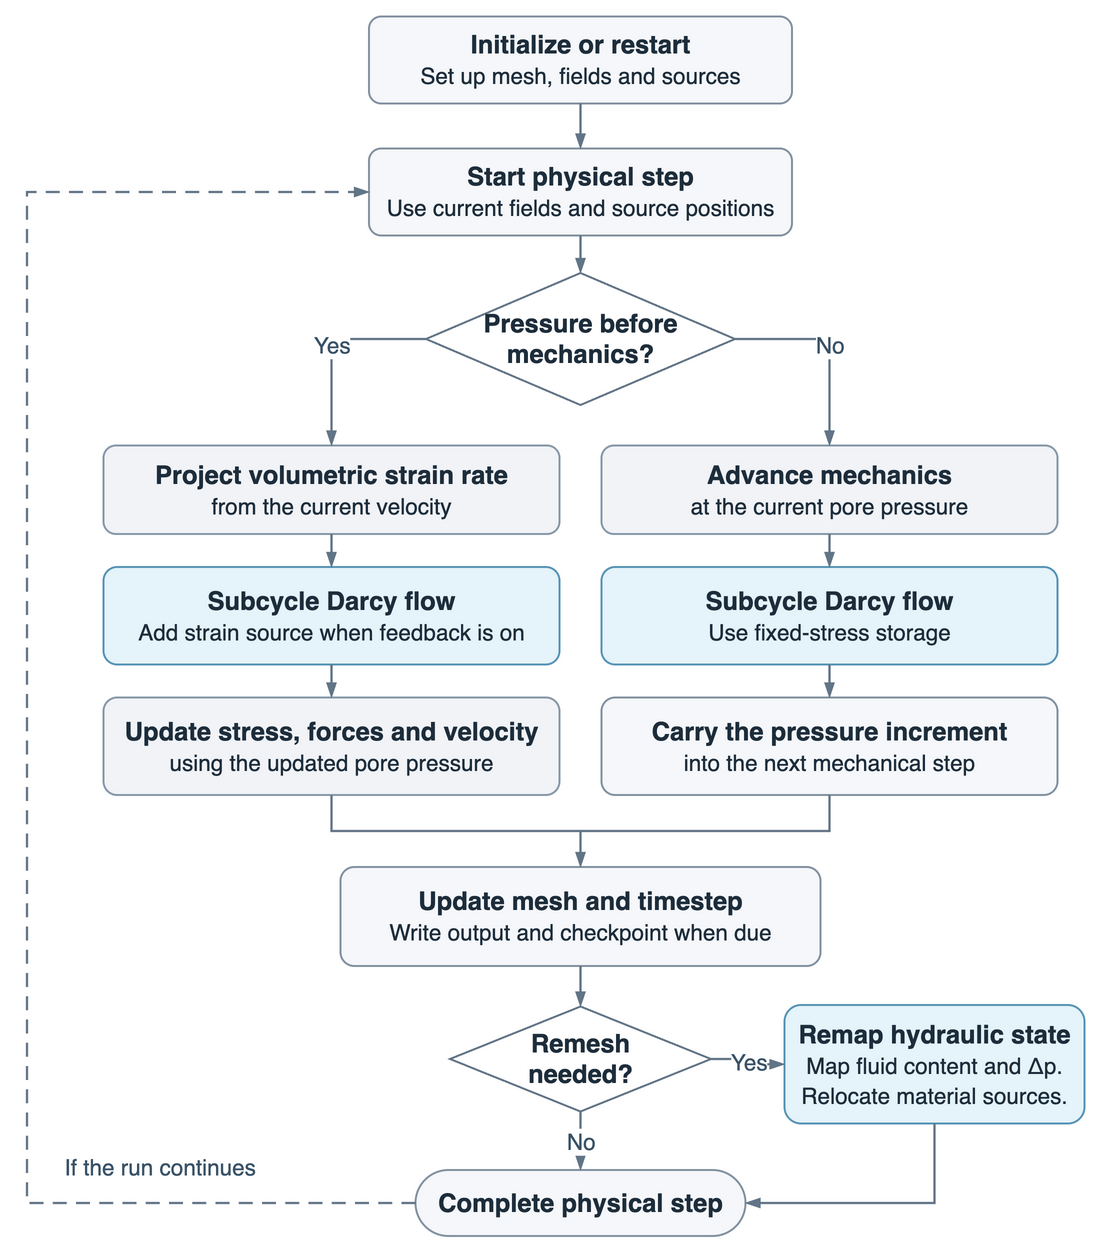 Initialize or restart
Set up mesh, fields and sources
Start physical step
Use current fields and source positions
Pressure before
mechanics?
Yes
No
Project volumetric strain rate
from the current velocity
Advance mechanics
at the current pore pressure
Subcycle Darcy flow
Add strain source when feedback is on
Subcycle Darcy flow
Use fixed-stress storage
Update stress, forces and velocity
using the updated pore pressure
Carry the pressure increment
into the next mechanical step
Update mesh and timestep
Write output and checkpoint when due
Remesh
needed?
Yes
Remap hydraulic state
Map fluid content and Δp.
Relocate material sources.
No
If the run continues
Complete physical step